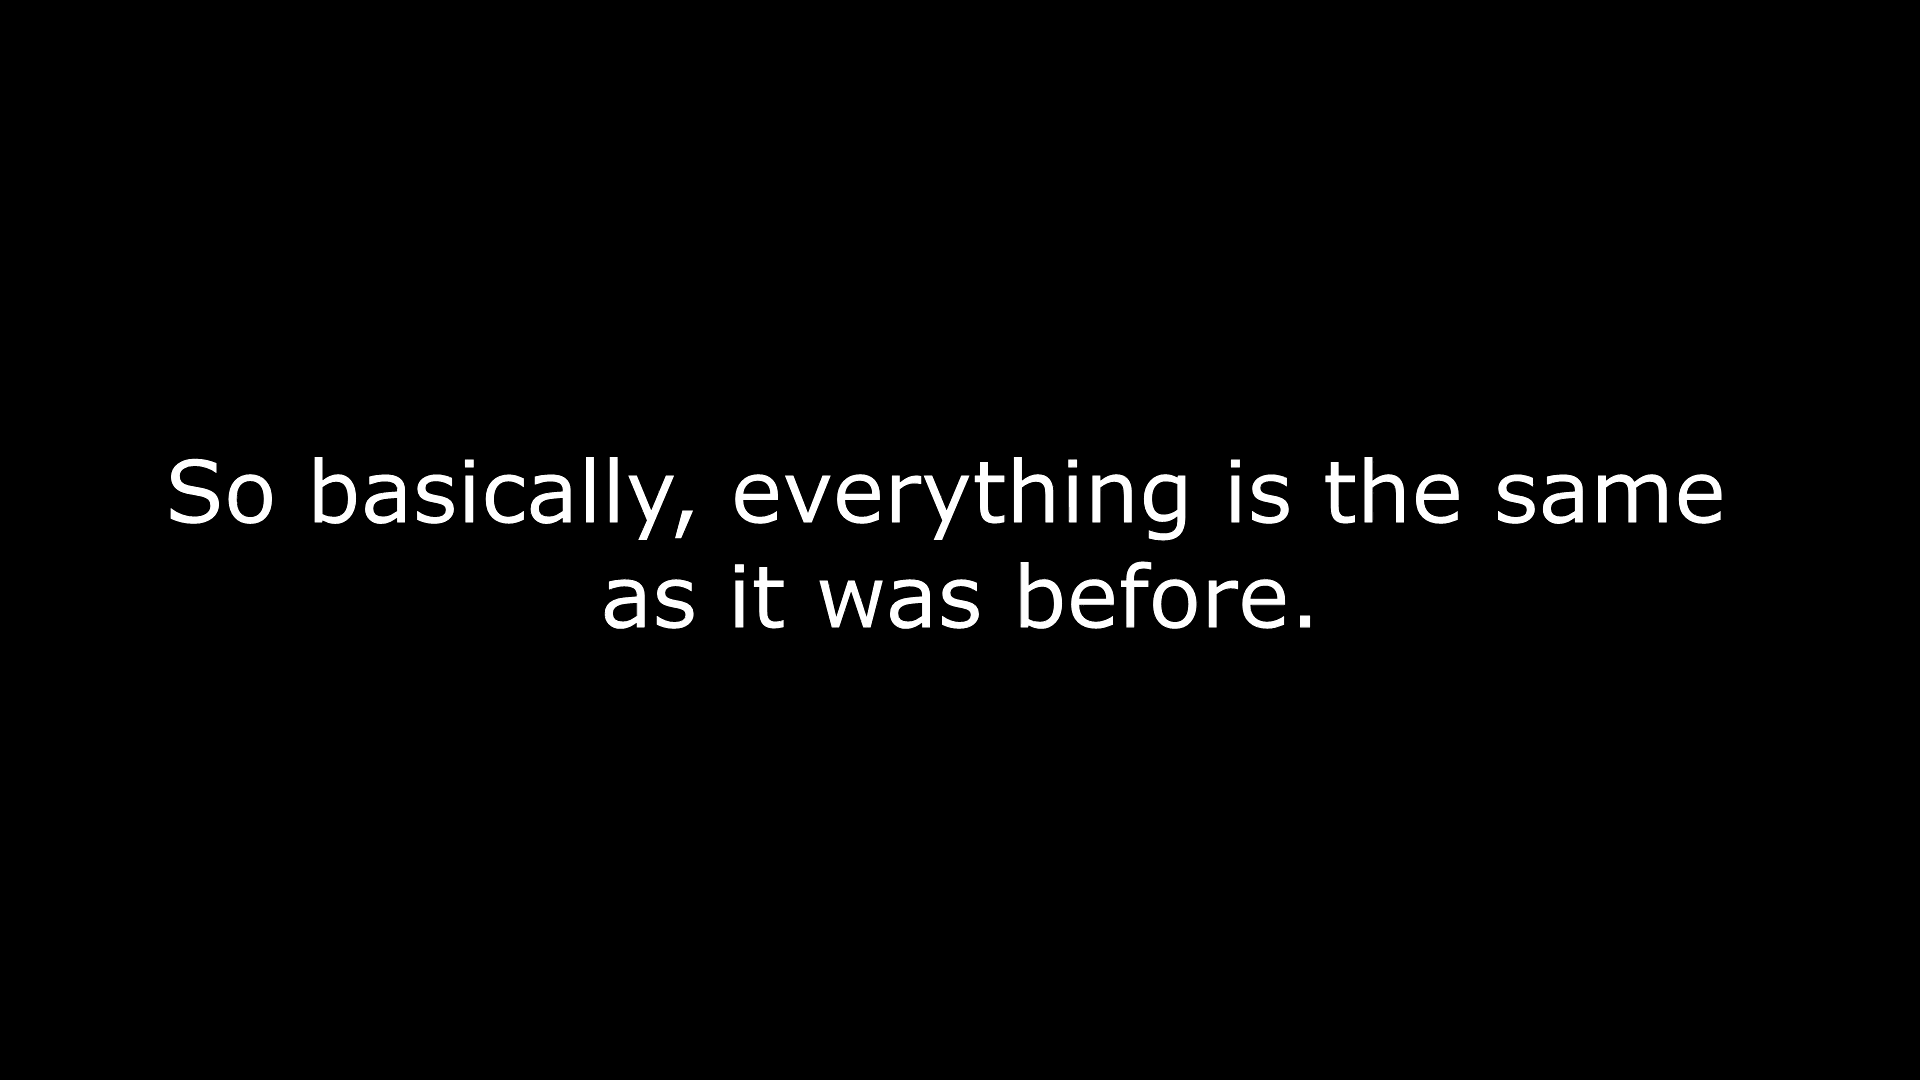 So basically, everything is the same
as it was before.